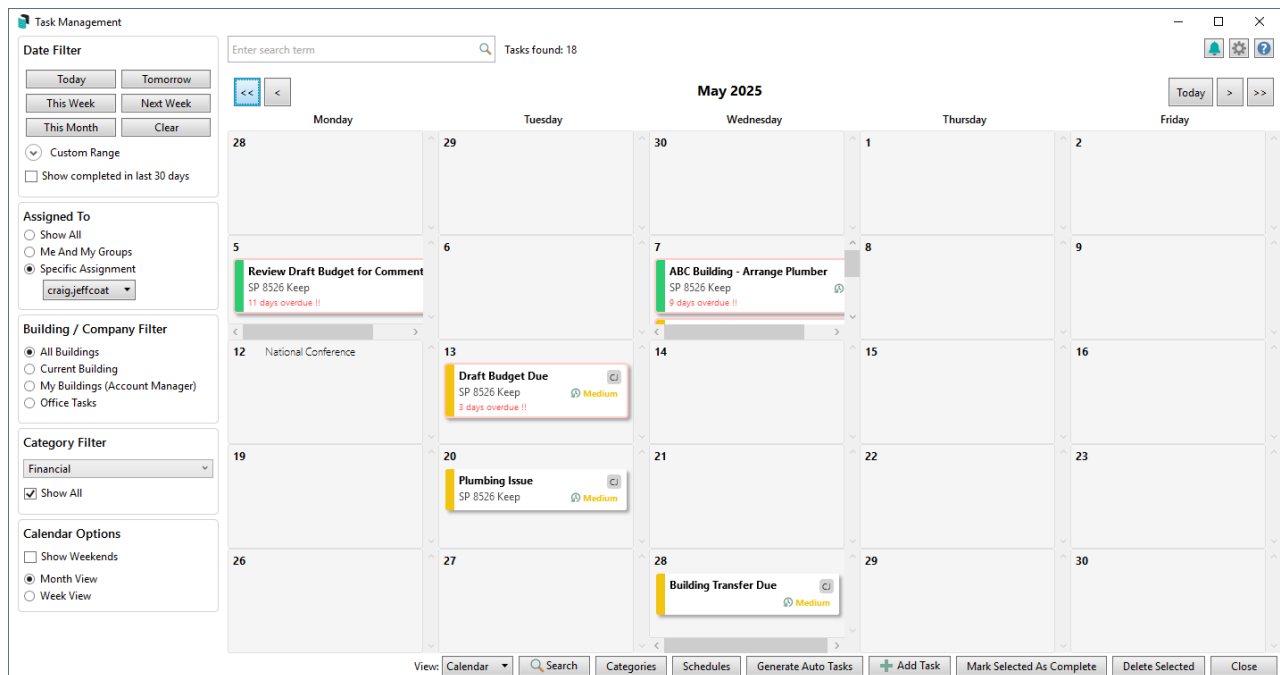 Task Management
Date Filter
Today
Tomorrow
This Week
Next Week
This Month
Clear
Custom Range
Show completed in last 30 days
Assigned To
Show All
Me And My Groups
Specific Assignment
craig.jeffcoat
Building / Company Filter
All Buildings
Current Building
My Buildings (Account Manager)
Office Tasks
Category Filter
Financial
Show All
Calendar Options
Show Weekends
Month View
Week View
Enter search term
Tasks found: 18
<< <
May 2025
Today > >>
Monday Tuesday Wednesday Thursday Friday
28 29 30 1 2
5 6 7 8 9
Review Draft Budget for Comment
SP 8526 Keep
11 days overdue !!
ABC Building - Arrange Plumber
SP 8526 Keep
9 days overdue !!
12 National Conference 13 14 15 16
Draft Budget Due CJ
SP 8526 Keep Medium
3 days overdue !!
19 20 21 22 23
Plumbing Issue CJ
SP 8526 Keep Medium
26 27 28 29 30
Building Transfer Due CJ
Medium
View: Calendar Search Categories Schedules Generate Auto Tasks Add Task Mark Selected As Complete Delete Selected Close